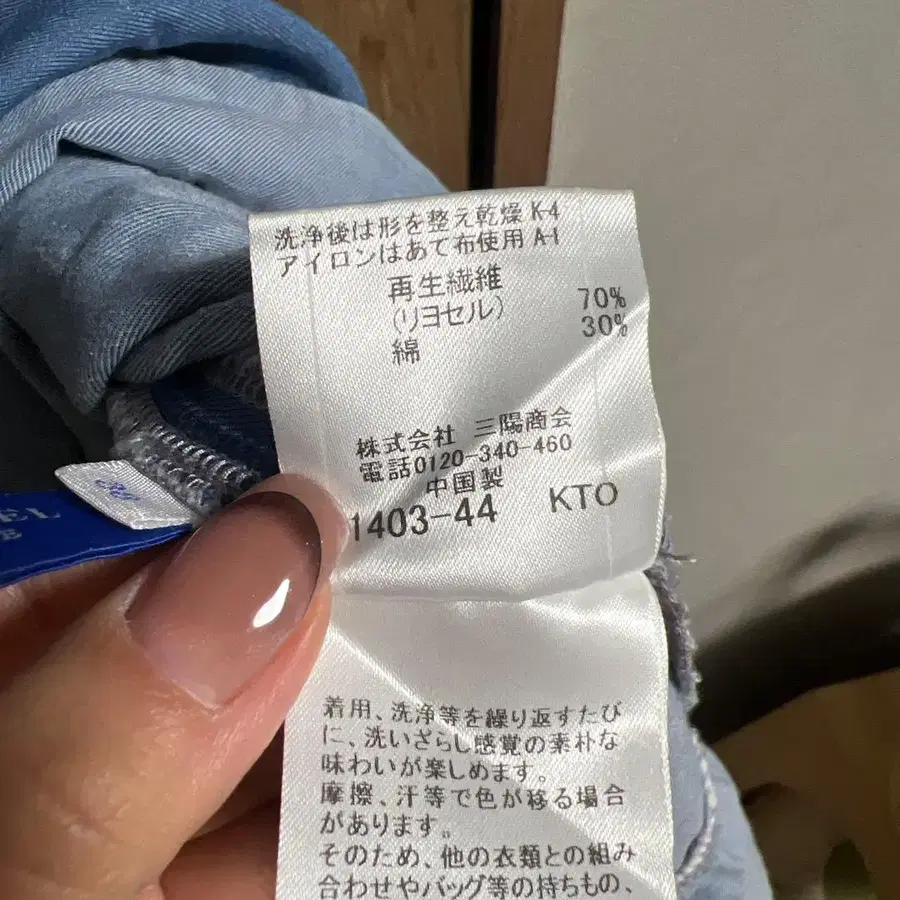 洗浄後は形を整え乾燥 K-4
アイロンはあて布使用 A-1
再生繊維
(リヨセル) 70%
綿 30%
株式会社 三陽商会
電話0120-340-460
中国製
1403-44 KTO
36
EL
E
着用、洗浄等を繰り返すたび
に、洗いざらし感覚の素朴な
味わいが楽しめます。
摩擦、汗等で色が移る場合
があります。
そのため、他の衣類との組み
合わせやバッグ等の持ちもの、